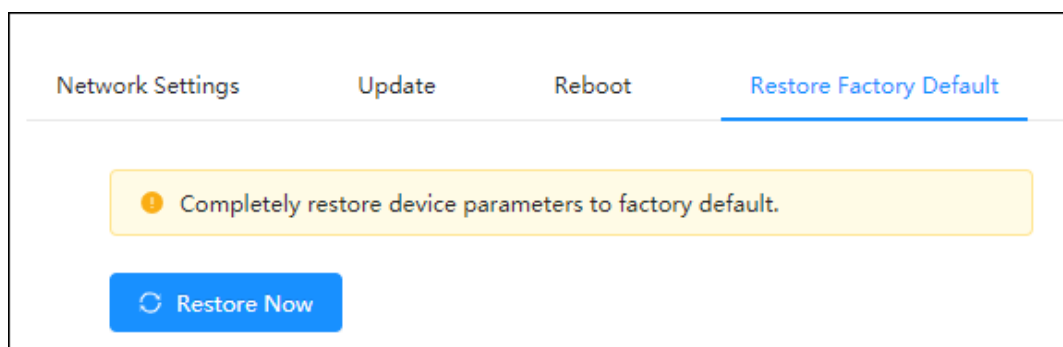 Network Settings Update Reboot Restore Factory Default
Completely restore device parameters to factory default.
Restore Now